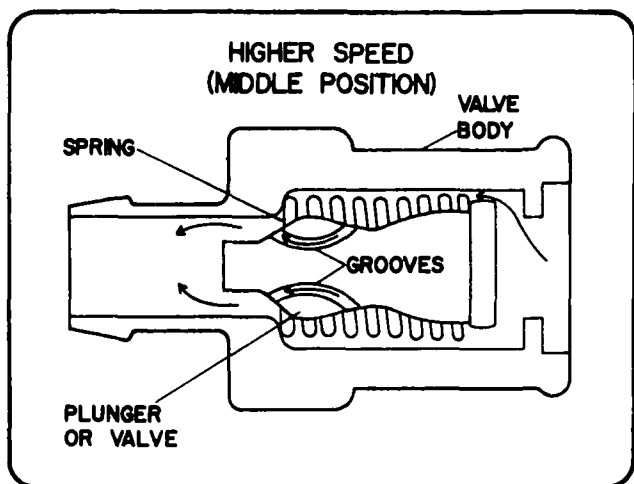 HIGHER SPEED
(MIDDLE POSITION)
VALVE
BODY
SPRING
GROOVES
PLUNGER
OR VALVE